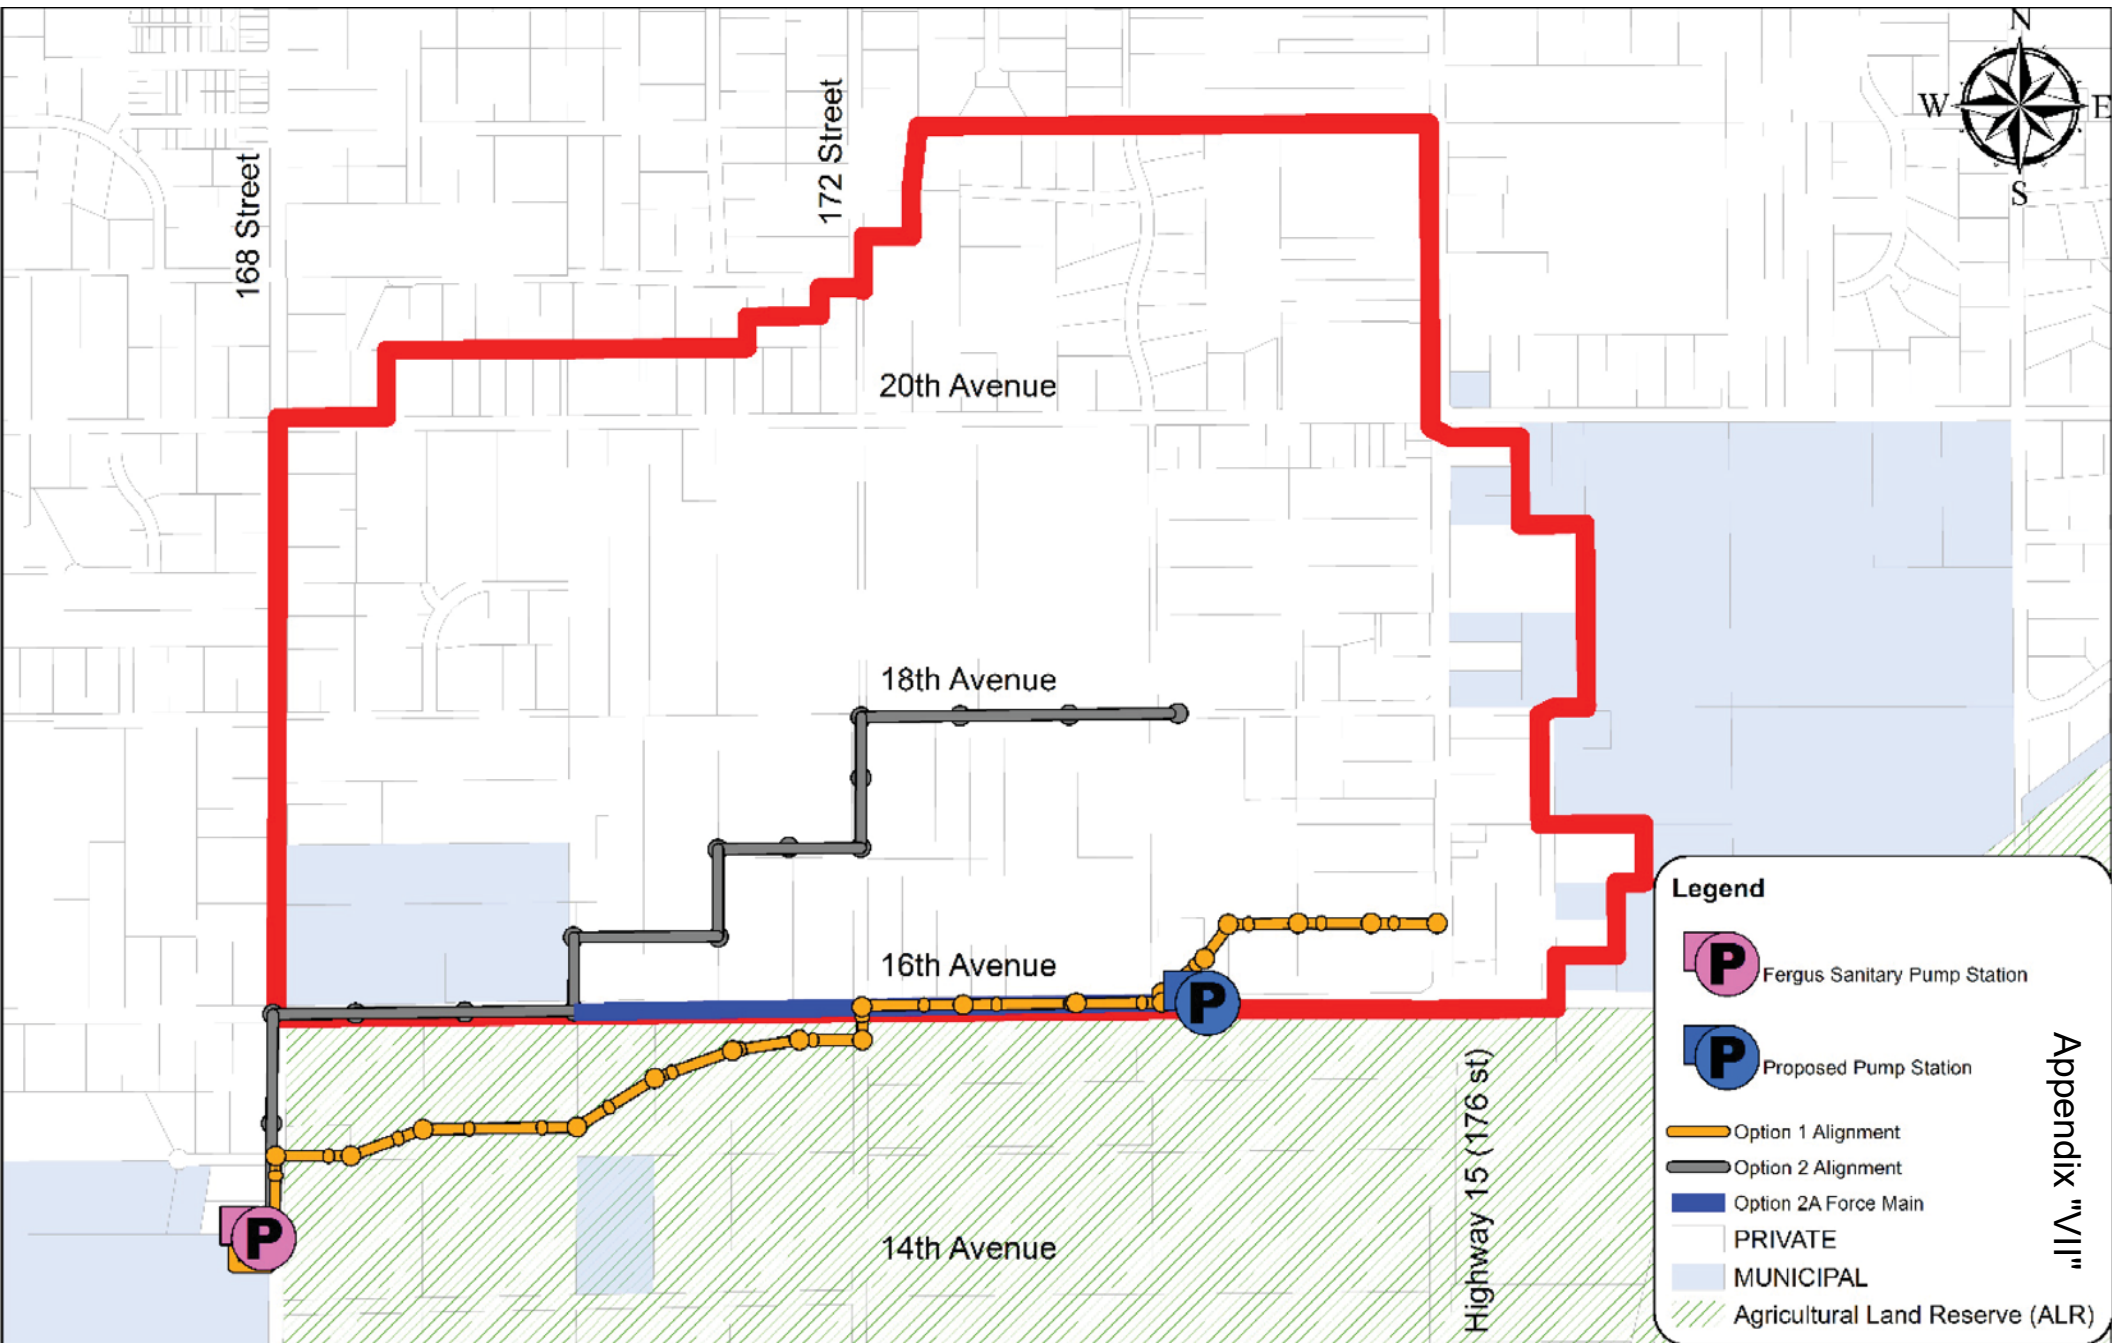 N
W E
S
168 Street
172 Street
20th Avenue
18th Avenue
16th Avenue
14th Avenue
Highway 15 (176 st)
P
P
Legend
P Fergus Sanitary Pump Station
P Proposed Pump Station
Option 1 Alignment
Option 2 Alignment
Option 2A Force Main
PRIVATE
MUNICIPAL
Agricultural Land Reserve (ALR)
Appendix "VII"